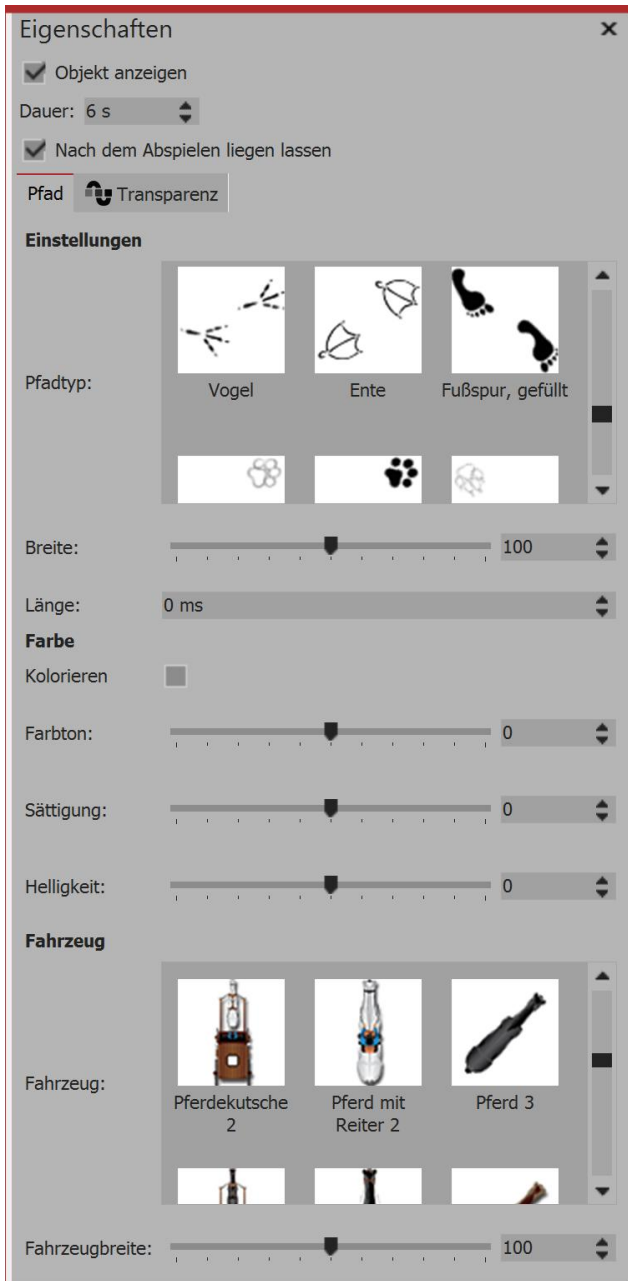 Eigenschaften
Objekt anzeigen
Dauer: 6 s
Nach dem Abspielen liegen lassen
Pfad Transparenz
Einstellungen
Pfadtyp:
Vogel Ente Fußspur, gefüllt
Breite: 100
Länge: 0 ms
Farbe
Kolorieren
Farbton: 0
Sättigung: 0
Helligkeit: 0
Fahrzeug
Fahrzeug:
Pferdekutsche 2
Pferd mit Reiter 2
Pferd 3
Fahrzeugbreite: 100